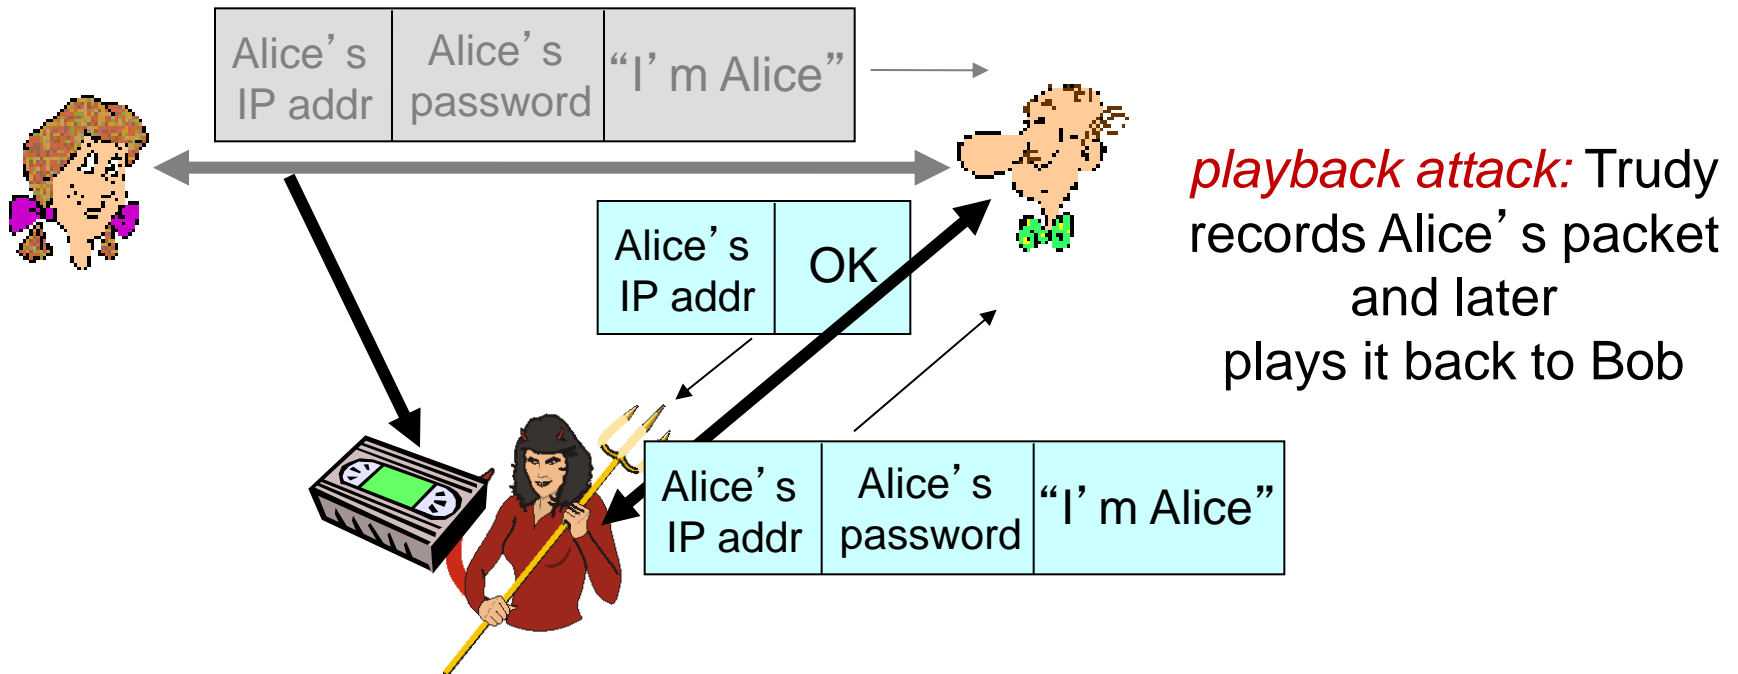 Alice’s
IP addr
Alice’s
password
“I’m Alice”
Alice’s
IP addr
OK
playback attack: Trudy
records Alice’s packet
and later
plays it back to Bob
Alice’s
IP addr
Alice’s
password
“I’m Alice”